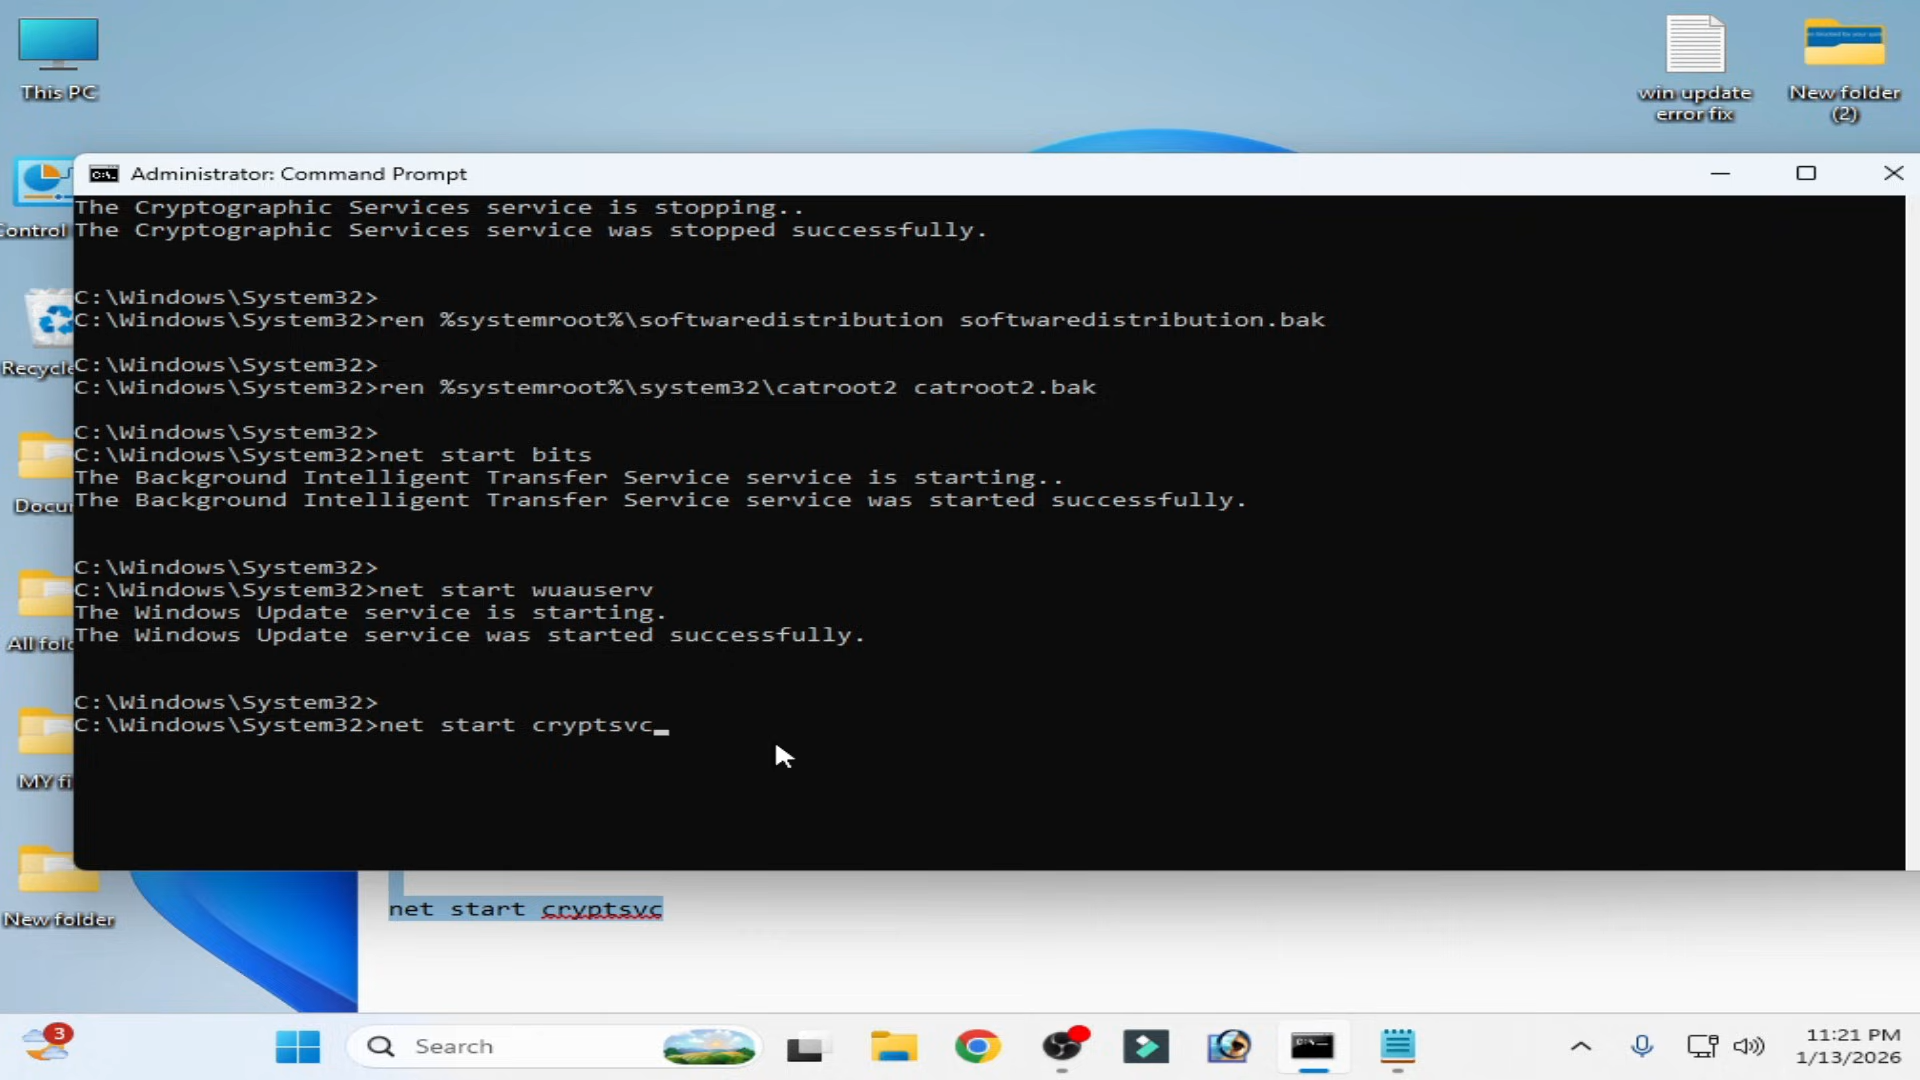 This PC
win update
error fix
New folder
(2)
Administrator: Command Prompt
Control
The Cryptographic Services service is stopping..
The Cryptographic Services service was stopped successfully.
C:\Windows\System32>
C:\Windows\System32>ren %systemroot%\softwaredistribution softwaredistribution.bak
Recycle
C:\Windows\System32>
C:\Windows\System32>ren %systemroot%\system32\catroot2 catroot2.bak
C:\Windows\System32>
C:\Windows\System32>net start bits
The Background Intelligent Transfer Service service is starting..
The Background Intelligent Transfer Service service was started successfully.
Docum
C:\Windows\System32>
C:\Windows\System32>net start wuauserv
The Windows Update service is starting.
The Windows Update service was started successfully.
All fol
C:\Windows\System32>
C:\Windows\System32>net start cryptsvc
MY fi
New folder
net start cryptsvc
3
Search
11:21 PM
1/13/2026